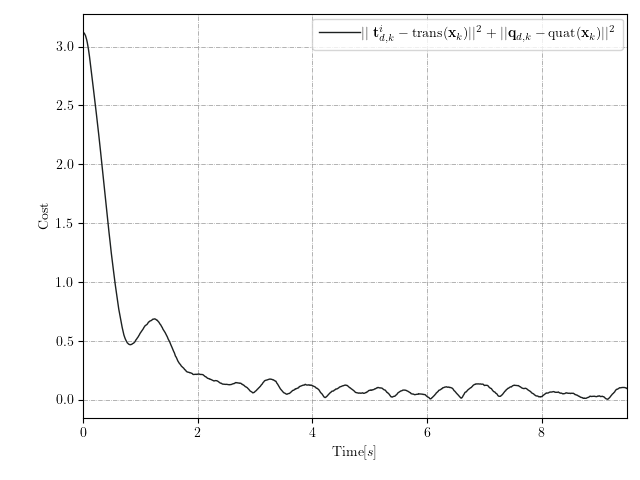 || t^i_{d,k} − trans(x_k)||^2 + ||q_{d,k} − quat(x_k)||^2
3.0
2.5
2.0
1.5
1.0
0.5
0.0
Cost
0 2 4 6 8
Time[s]